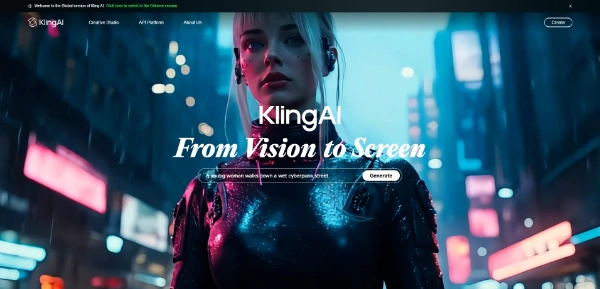 Welcome to the Global version of Kling AI Click here to switch to the Chinese version.
KlingAI
Creative Studio
API Platform
About Us
Create
KlingAI
From Vision to Screen
A young woman walks down a wet cyberpunk street
Generate